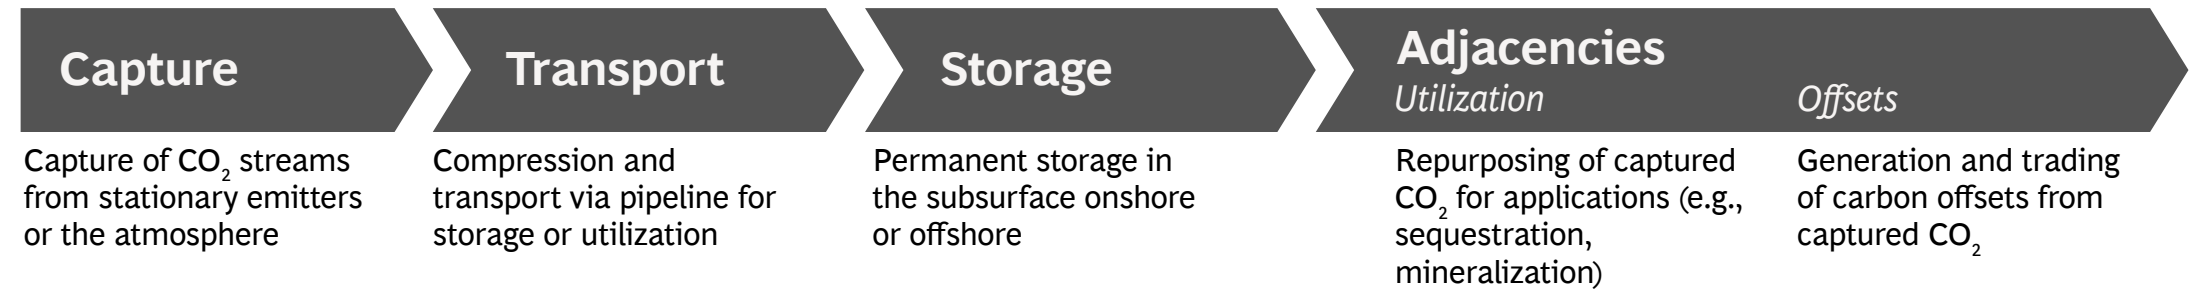 Capture
Capture of CO₂ streams
from stationary emitters
or the atmosphere
Transport
Compression and
transport via pipeline for
storage or utilization
Storage
Permanent storage in
the subsurface onshore
or offshore
Adjacencies
Utilization
Repurposing of captured
CO₂ for applications (e.g.,
sequestration,
mineralization)
Offsets
Generation and trading
of carbon offsets from
captured CO₂